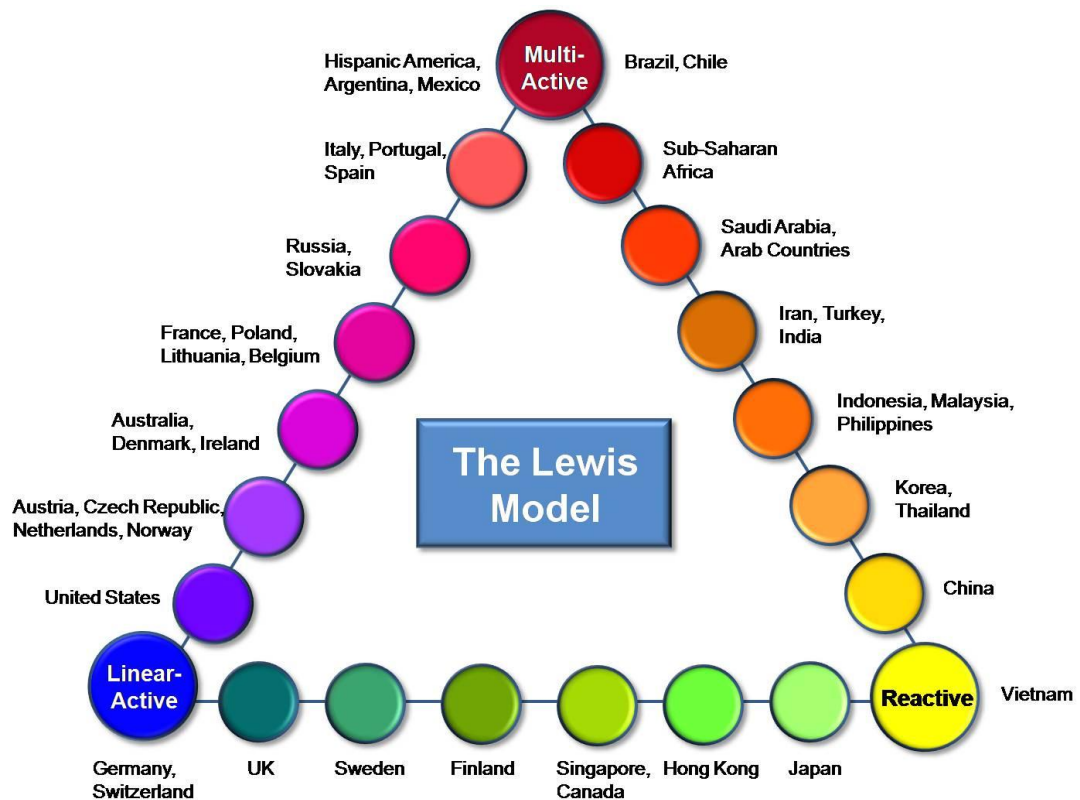 Multi-
Active
Hispanic America,
Argentina, Mexico
Brazil, Chile
Italy, Portugal,
Spain
Sub-Saharan
Africa
Russia,
Slovakia
Saudi Arabia,
Arab Countries
France, Poland,
Lithuania, Belgium
Iran, Turkey,
India
Australia,
Denmark, Ireland
Indonesia, Malaysia,
Philippines
The Lewis
Model
Austria, Czech Republic,
Netherlands, Norway
Korea,
Thailand
United States
China
Linear-
Active
Reactive
Vietnam
Germany,
Switzerland
UK
Sweden
Finland
Singapore,
Canada
Hong Kong
Japan